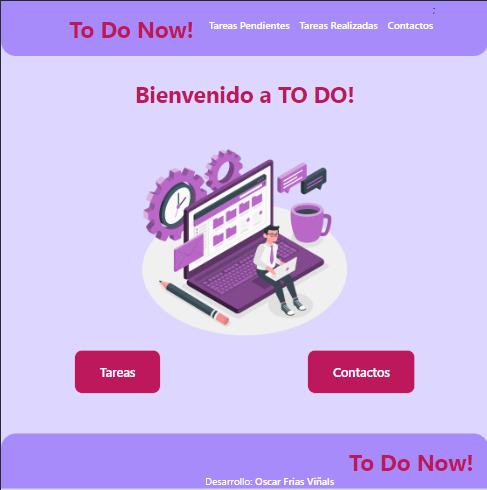 :
To Do Now! Tareas Pendientes Tareas Realizadas Contactos
Bienvenido a TO DO!
Tareas Contactos
To Do Now!
Desarrollo: Oscar Frías Viñals